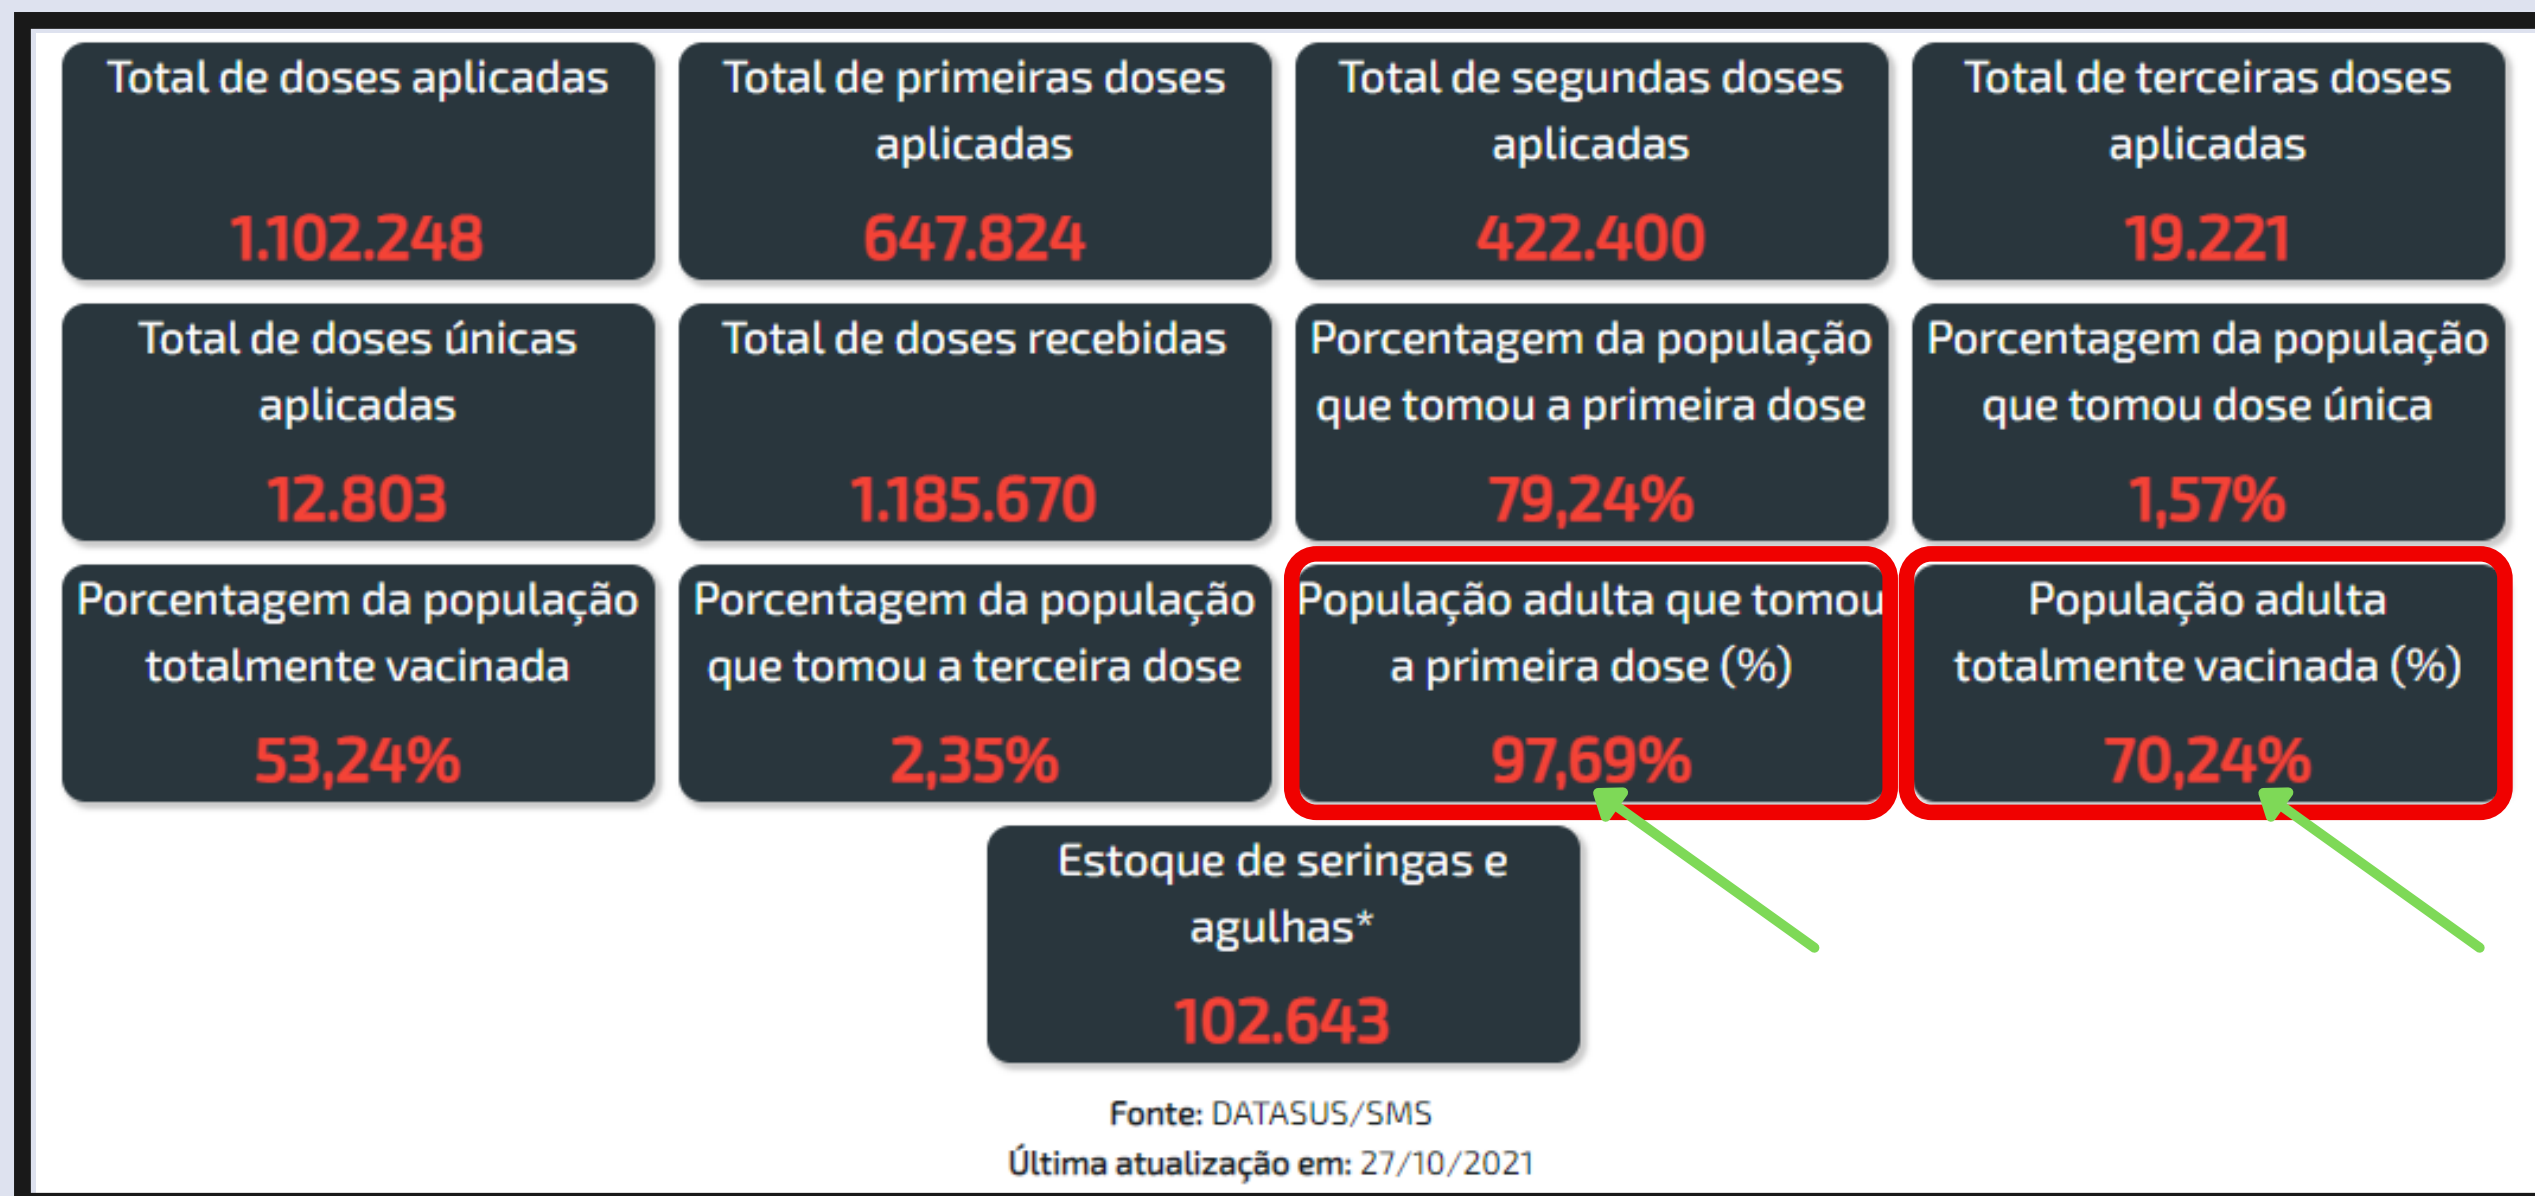 Total de doses aplicadas
1.102.248
Total de primeiras doses
aplicadas
647.824
Total de segundas doses
aplicadas
422.400
Total de terceiras doses
aplicadas
19.221
Total de doses únicas
aplicadas
12.803
Total de doses recebidas
1.185.670
Porcentagem da população
que tomou a primeira dose
79,24%
Porcentagem da população
que tomou dose única
1,57%
Porcentagem da população
totalmente vacinada
53,24%
Porcentagem da população
que tomou a terceira dose
2,35%
População adulta que tomou
a primeira dose (%)
97,69%
População adulta
totalmente vacinada (%)
70,24%
Estoque de seringas e
agulhas*
102.643
Fonte: DATASUS/SMS
Última atualização em: 27/10/2021